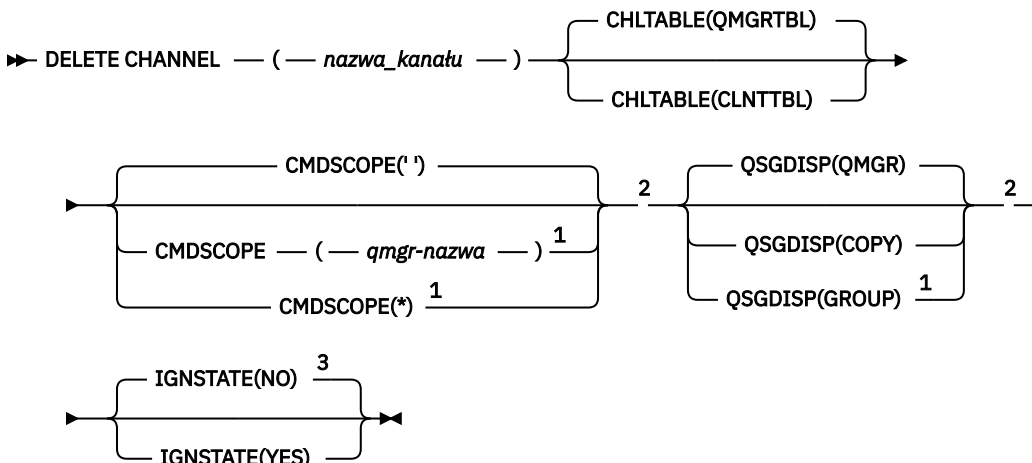 CHLTABLE(QMGRTBL)
DELETE CHANNEL ( nazwa_kanału )
CHLTABLE(CLNTTBL)
CMDSCOPE(' ') QSGDISP(QMGR)
2 2
CMDSCOPE ( qmgr-nazwa ) 1 QSGDISP(COPY)
CMDSCOPE(*) 1 QSGDISP(GROUP) 1
IGNSTATE(NO) 3
IGNSTATE(YES)